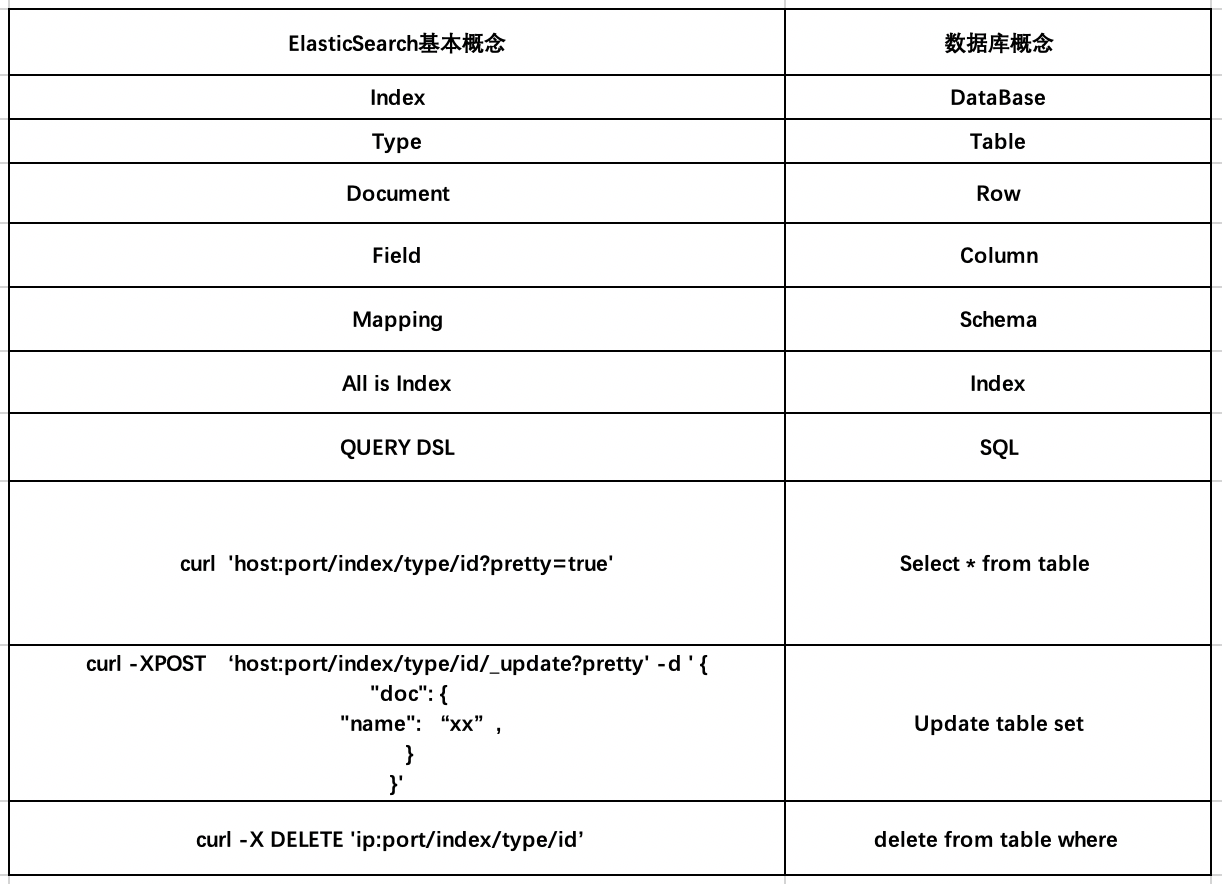 ElasticSearch基本概念 数据库概念
Index DataBase
Type Table
Document Row
Field Column
Mapping Schema
All is Index Index
QUERY DSL SQL
curl  'host:port/index/type/id?pretty=true' Select * from table
curl -XPOST  ‘host:port/index/type/id/_update?pretty' -d ' {
"doc": {
"name":  “xx” ,
}
}'
Update table set
curl -X DELETE 'ip:port/index/type/id’ delete from table where